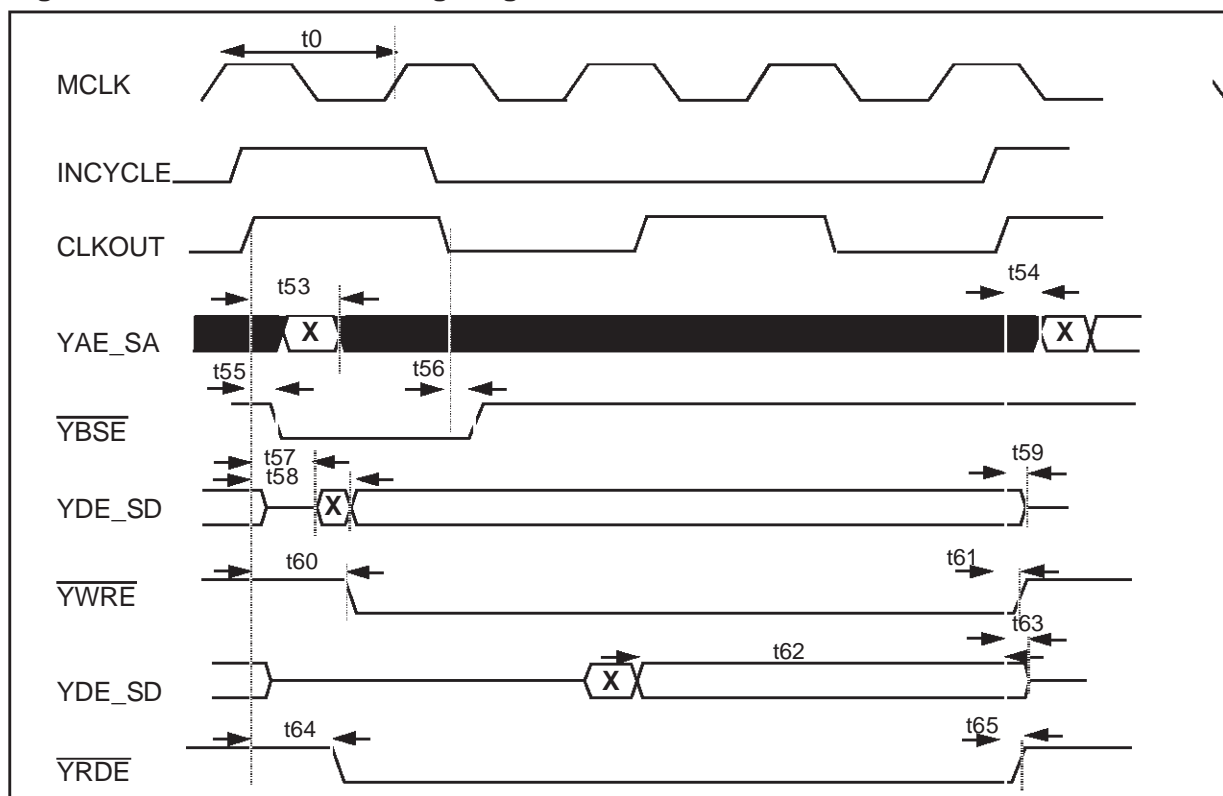 t0
MCLK
INCYCLE
CLKOUT
t53
t54
YAE_SA
X
X
t55
t56
YBSE
t57
t58
t59
YDE_SD
X
t60
t61
YWRE
t63
t62
YDE_SD
X
t64
t65
YRDE